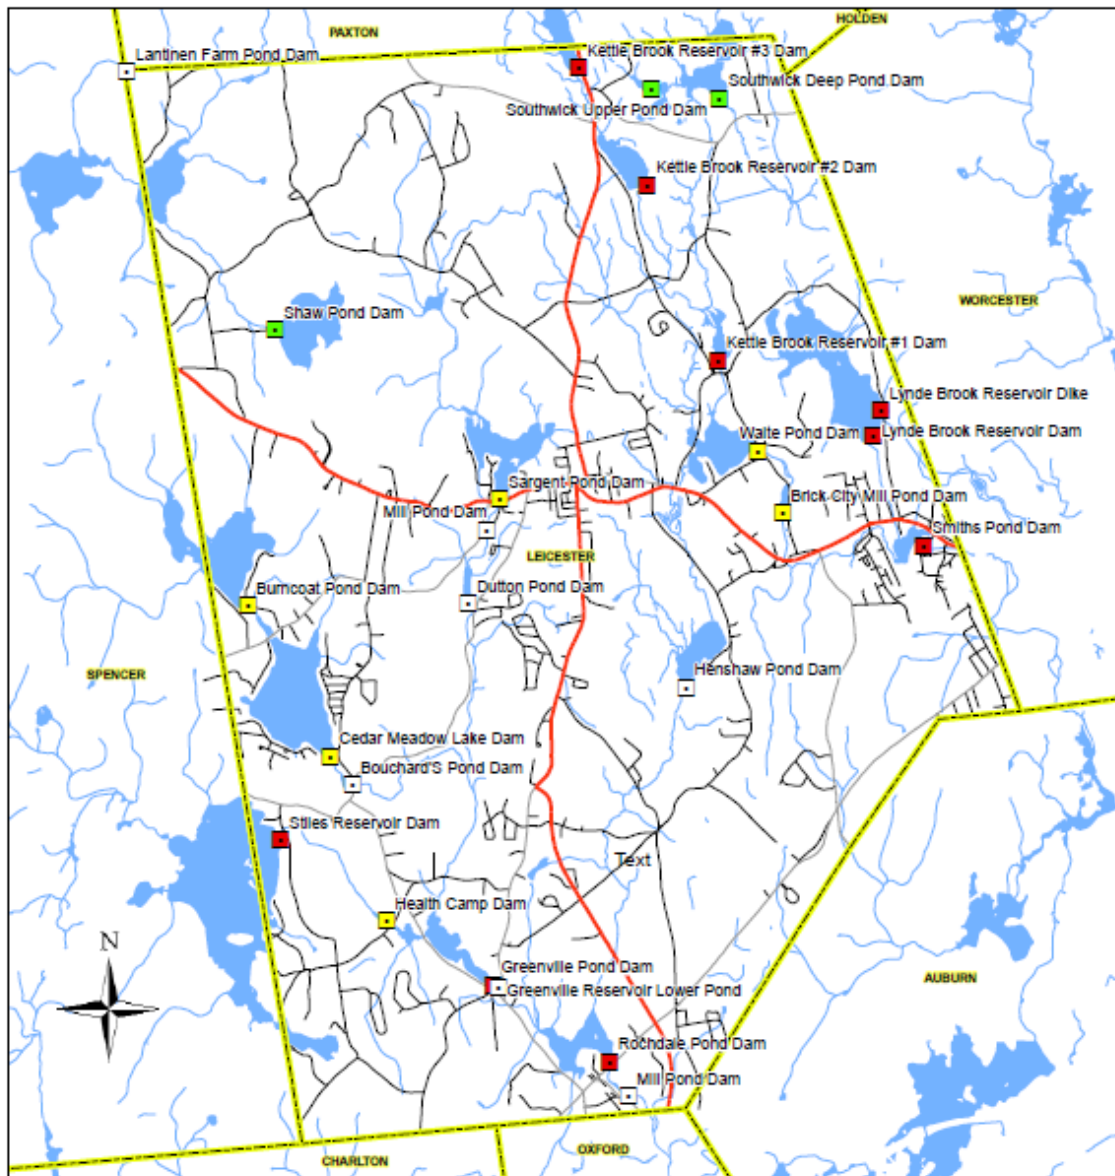 HOLDEN
PAXTON
Lantinen Farm Pond Dam
Kettle Brook Reservoir #3 Dam
Southwick Deep Pond Dam
Southwick Upper Pond Dam
Kettle Brook Reservoir #2 Dam
WORCESTER
Shaw Pond Dam
Kettle Brook Reservoir #1 Dam
Lynde Brook Reservoir Dike
Waite Pond Dam
Lynde Brook Reservoir Dam
Sargent Pond Dam
Brick City Mill Pond Dam
Mill Pond Dam
Smiths Pond Dam
LEICESTER
Burncoat Pond Dam
Dutton Pond Dam
Henshaw Pond Dam
SPENCER
Cedar Meadow Lake Dam
Bouchard'S Pond Dam
Stiles Reservoir Dam
Text
Health Camp Dam
N
Greenville Pond Dam
AUBURN
Greenville Reservoir Lower Pond
Rochdale Pond Dam
Mill Pond Dam
OXFORD
CHARLTON